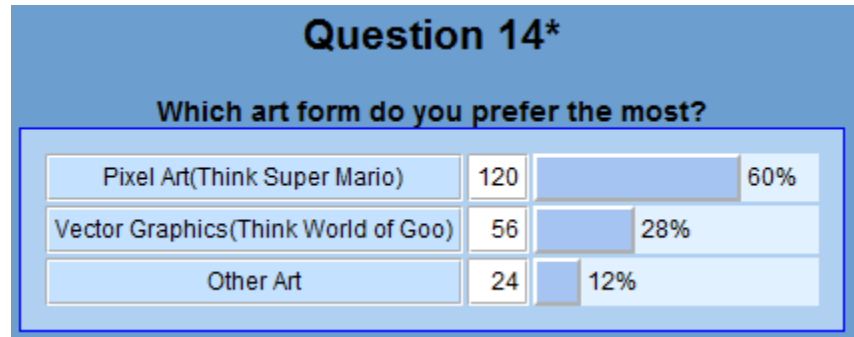 Question 14*
Which art form do you prefer the most?
Pixel Art(Think Super Mario) 120 60%
Vector Graphics(Think World of Goo) 56 28%
Other Art 24 12%